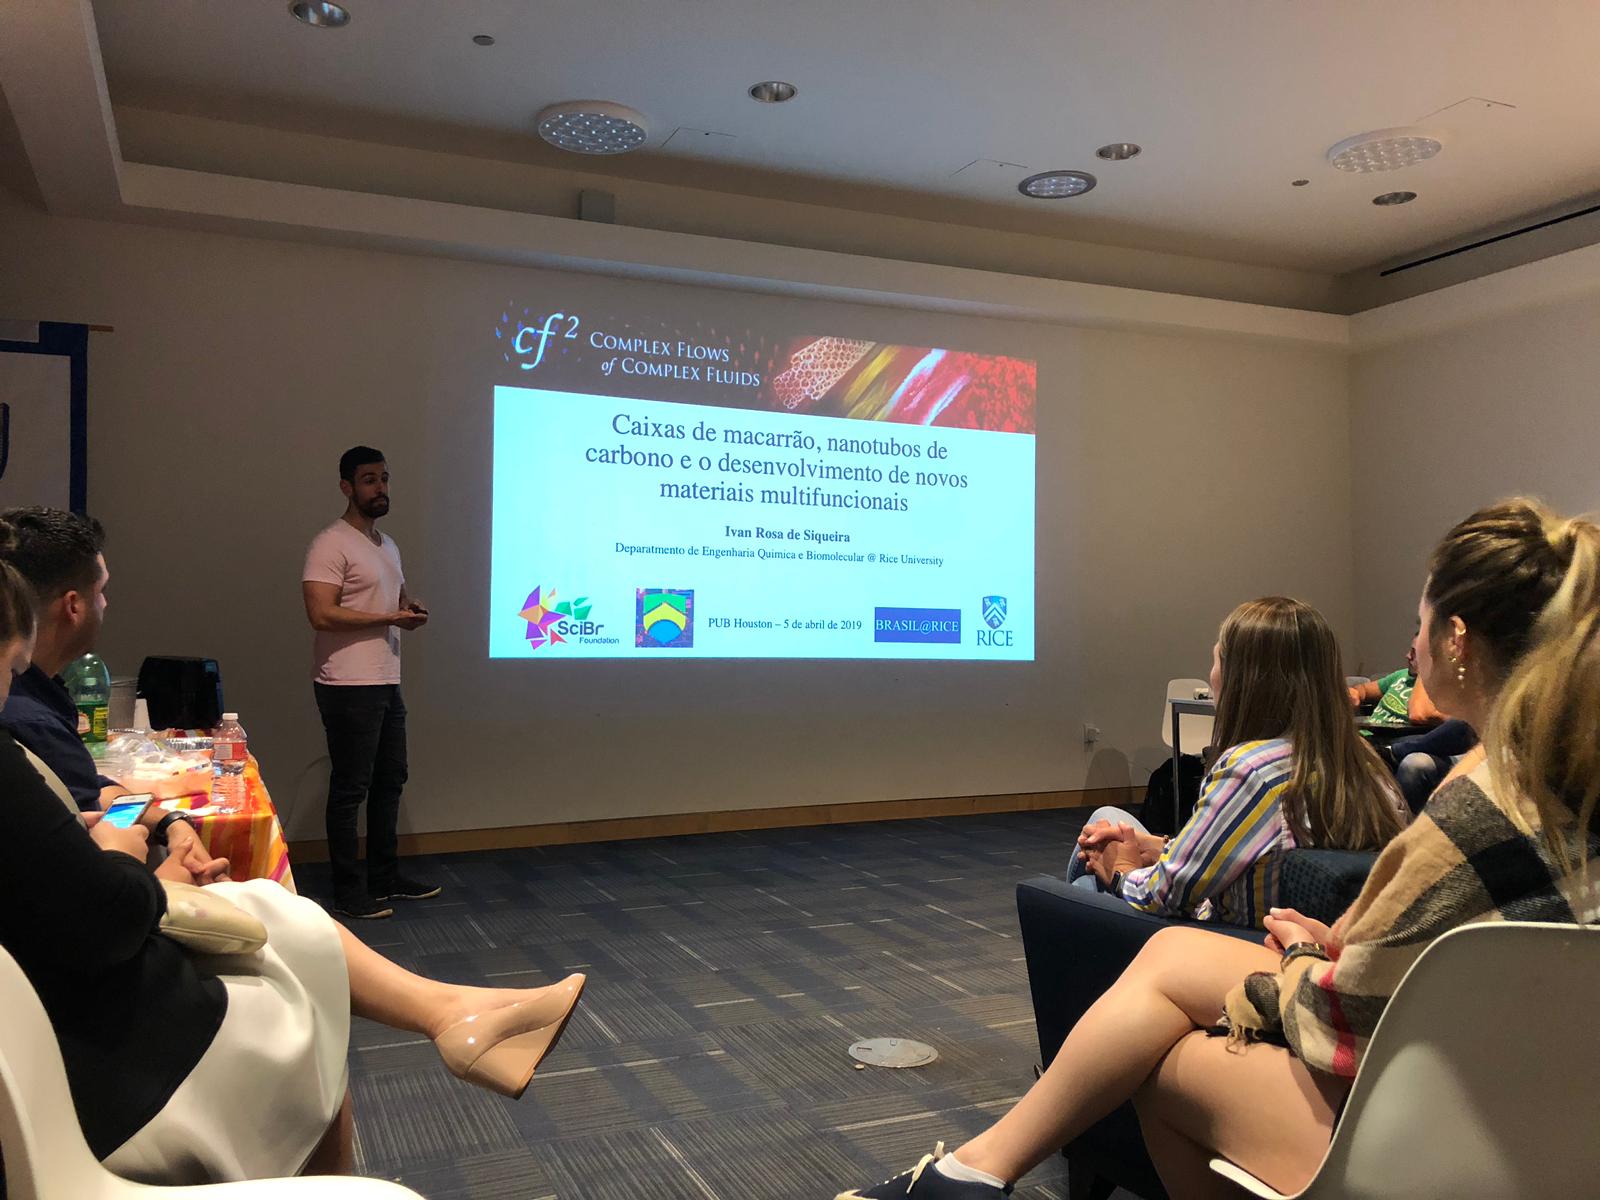 cf²
COMPLEX FLOWS
of COMPLEX FLUIDS
Caixas de macarrão, nanotubos de
carbono e o desenvolvimento de novos
materiais multifuncionais
Ivan Rosa de Siqueira
Deparatmento de Engenharia Quimica e Biomolecular @ Rice University
SciBr
Foundation
PUB Houston – 5 de abril de 2019
BRASIL@RICE
RICE